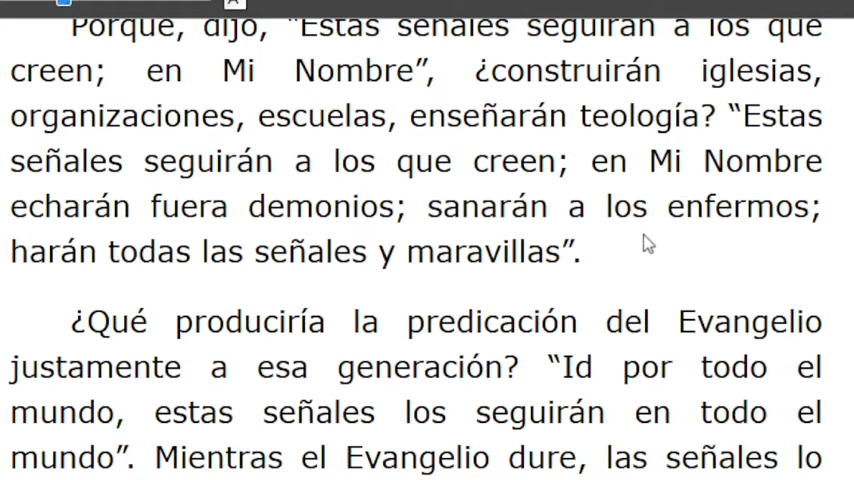 Porque, dijo, “Estas señales seguirán a los que
creen; en Mi Nombre”, ¿construirán iglesias,
organizaciones, escuelas, enseñarán teología? “Estas
señales seguirán a los que creen; en Mi Nombre
echarán fuera demonios; sanarán a los enfermos;
harán todas las señales y maravillas”.
¿Qué produciría la predicación del Evangelio
justamente a esa generación? “Id por todo el
mundo, estas señales los seguirán en todo el
mundo”. Mientras el Evangelio dure, las señales lo